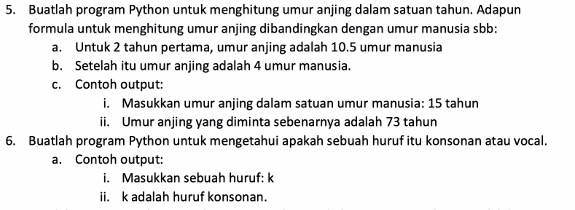 5. Buatlah program Python untuk menghitung umur anjing dalam satuan tahun. Adapun
formula untuk menghitung umur anjing dibandingkan dengan umur manusia sbb:
a. Untuk 2 tahun pertama, umur anjing adalah 10.5 umur manusia
b. Setelah itu umur anjing adalah 4 umur manusia.
c. Contoh output:
i. Masukkan umur anjing dalam satuan umur manusia: 15 tahun
ii. Umur anjing yang diminta sebenarnya adalah 73 tahun
6. Buatlah program Python untuk mengetahui apakah sebuah huruf itu konsonan atau vocal.
a. Contoh output:
i. Masukkan sebuah huruf: k
ii. k adalah huruf konsonan.